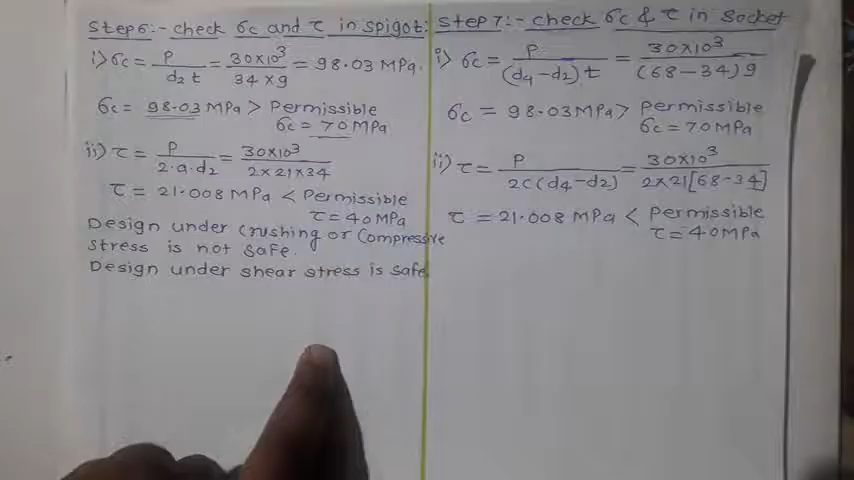 Step 6:- check σc and τ in spigot:
i) σc = P / d2 t = 30×10³ / 34×9 = 98.03 MPa.
σc = 98.03 MPa > Permissible
σc = 70 MPa
ii) τ = P / 2·a·d2 = 30×10³ / 2×21×34
τ = 21.008 MPa < Permissible
τ = 40 MPa
Design under crushing or compressive
stress is not safe.
Design under shear stress is safe.
Step 7:- check σc & τ in Socket
i) σc = P / (d4-d2) t = 30×10³ / (68-34) 9
σc = 98.03 MPa > permissible
σc = 70 MPa
ii) τ = P / 2c(d4-d2) = 30×10³ / 2×21[68-34]
τ = 21.008 MPa < permissible
τ = 40 MPa